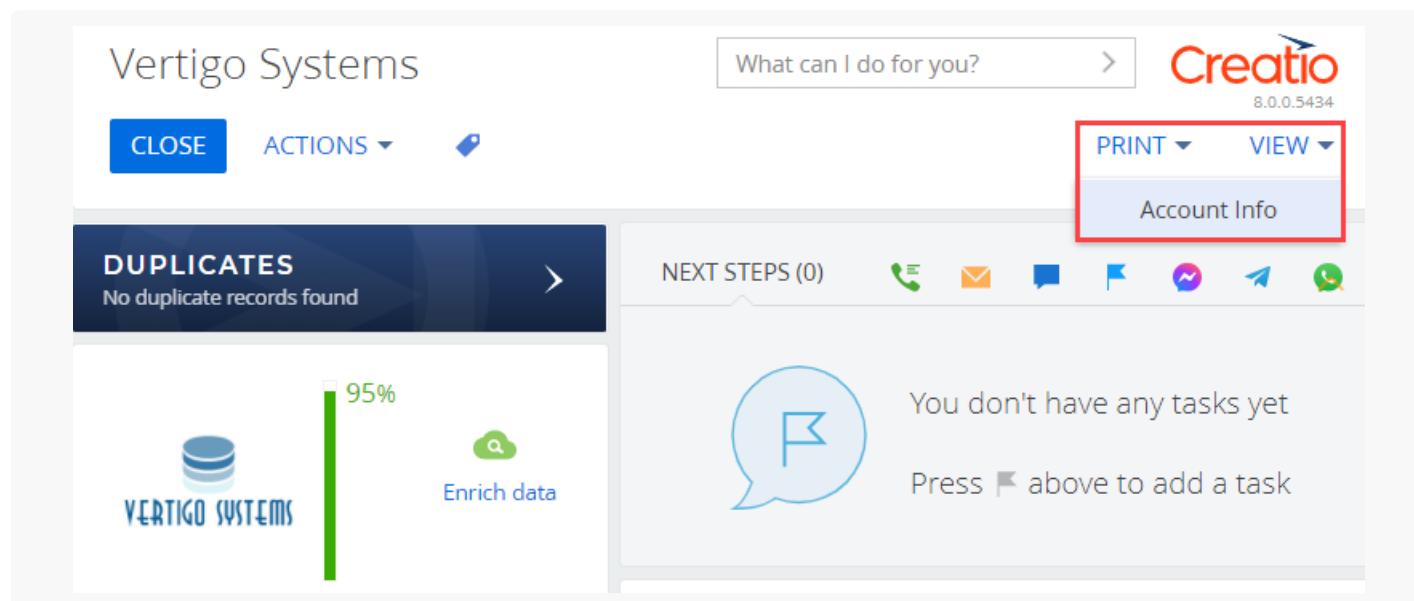 Vertigo Systems
What can I do for you?
Creatio
8.0.0.5434
CLOSE
ACTIONS
PRINT
VIEW
Account Info
DUPLICATES
No duplicate records found
NEXT STEPS (0)
95%
Enrich data
VERTIGO SYSTEMS
You don't have any tasks yet
Press above to add a task